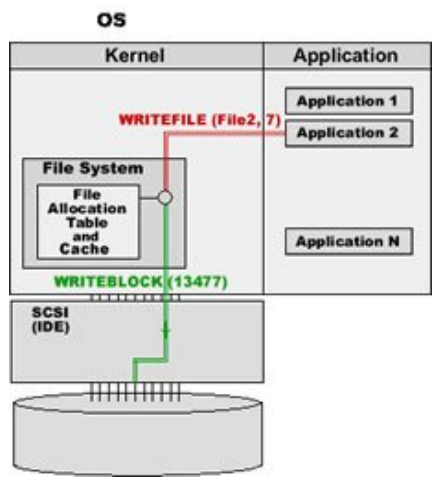 OS
Kernel
Application
Application 1
WRITEFILE (File2, 7)
Application 2
File System
File
Allocation
Table
and
Cache
Application N
WRITEBLOCK (13477)
SCSI
(IDE)